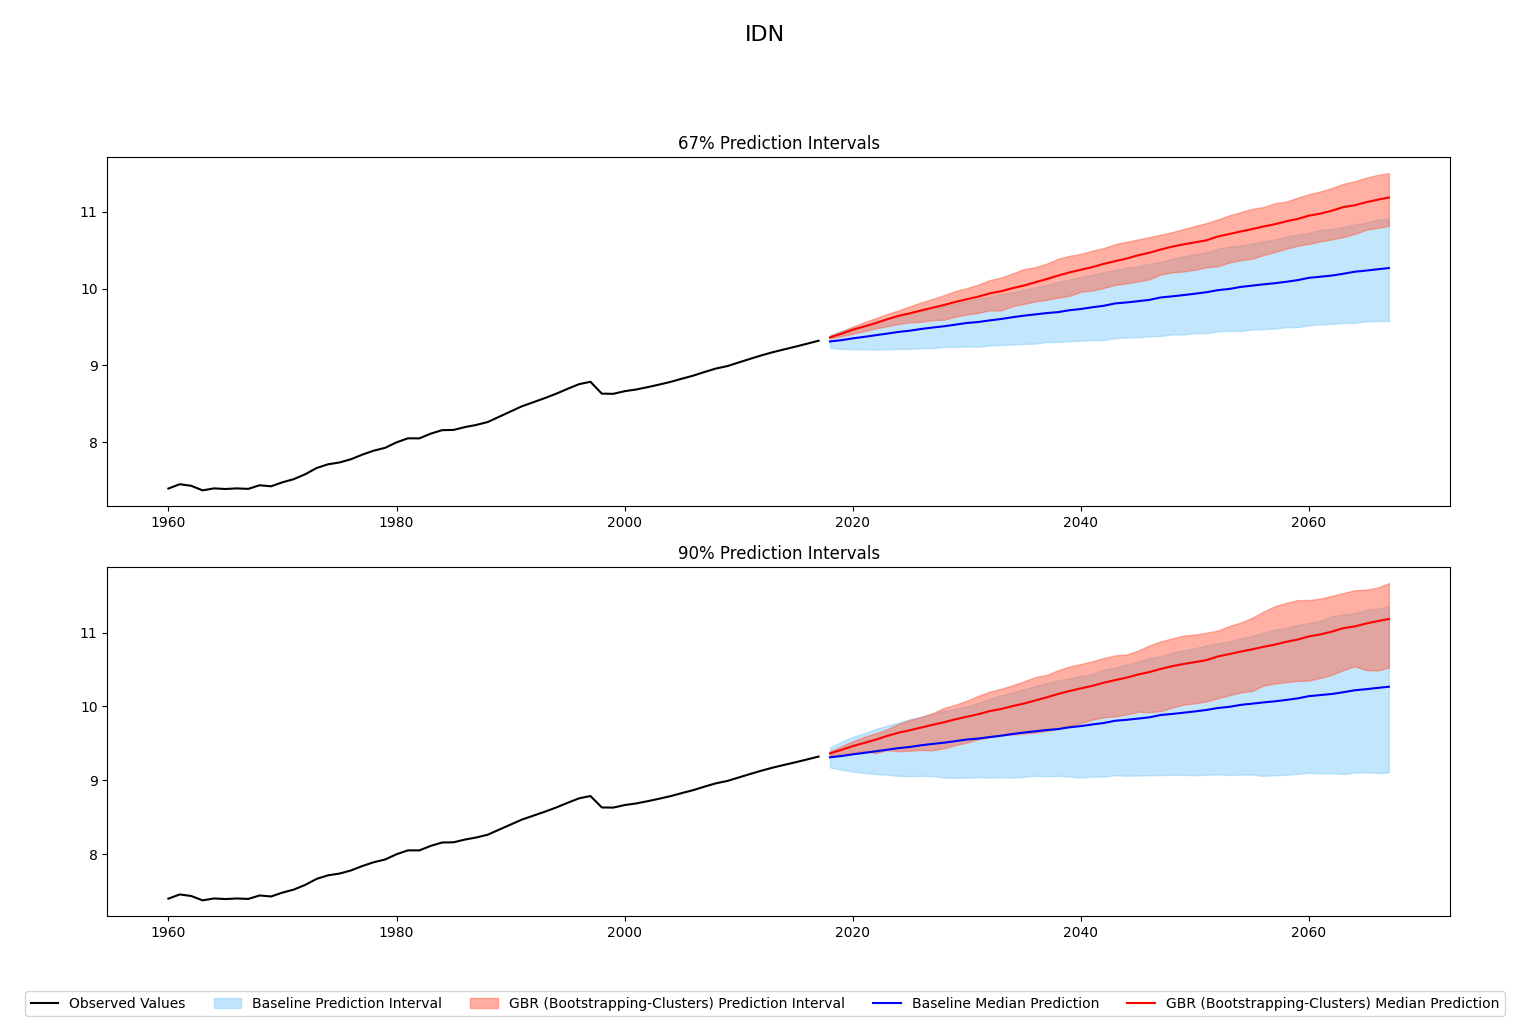 IDN
67% Prediction Intervals
11
10
9
8
1960 1980 2000 2020 2040 2060
90% Prediction Intervals
11
10
9
8
1960 1980 2000 2020 2040 2060
Observed Values Baseline Prediction Interval GBR (Bootstrapping-Clusters) Prediction Interval Baseline Median Prediction GBR (Bootstrapping-Clusters) Median Prediction